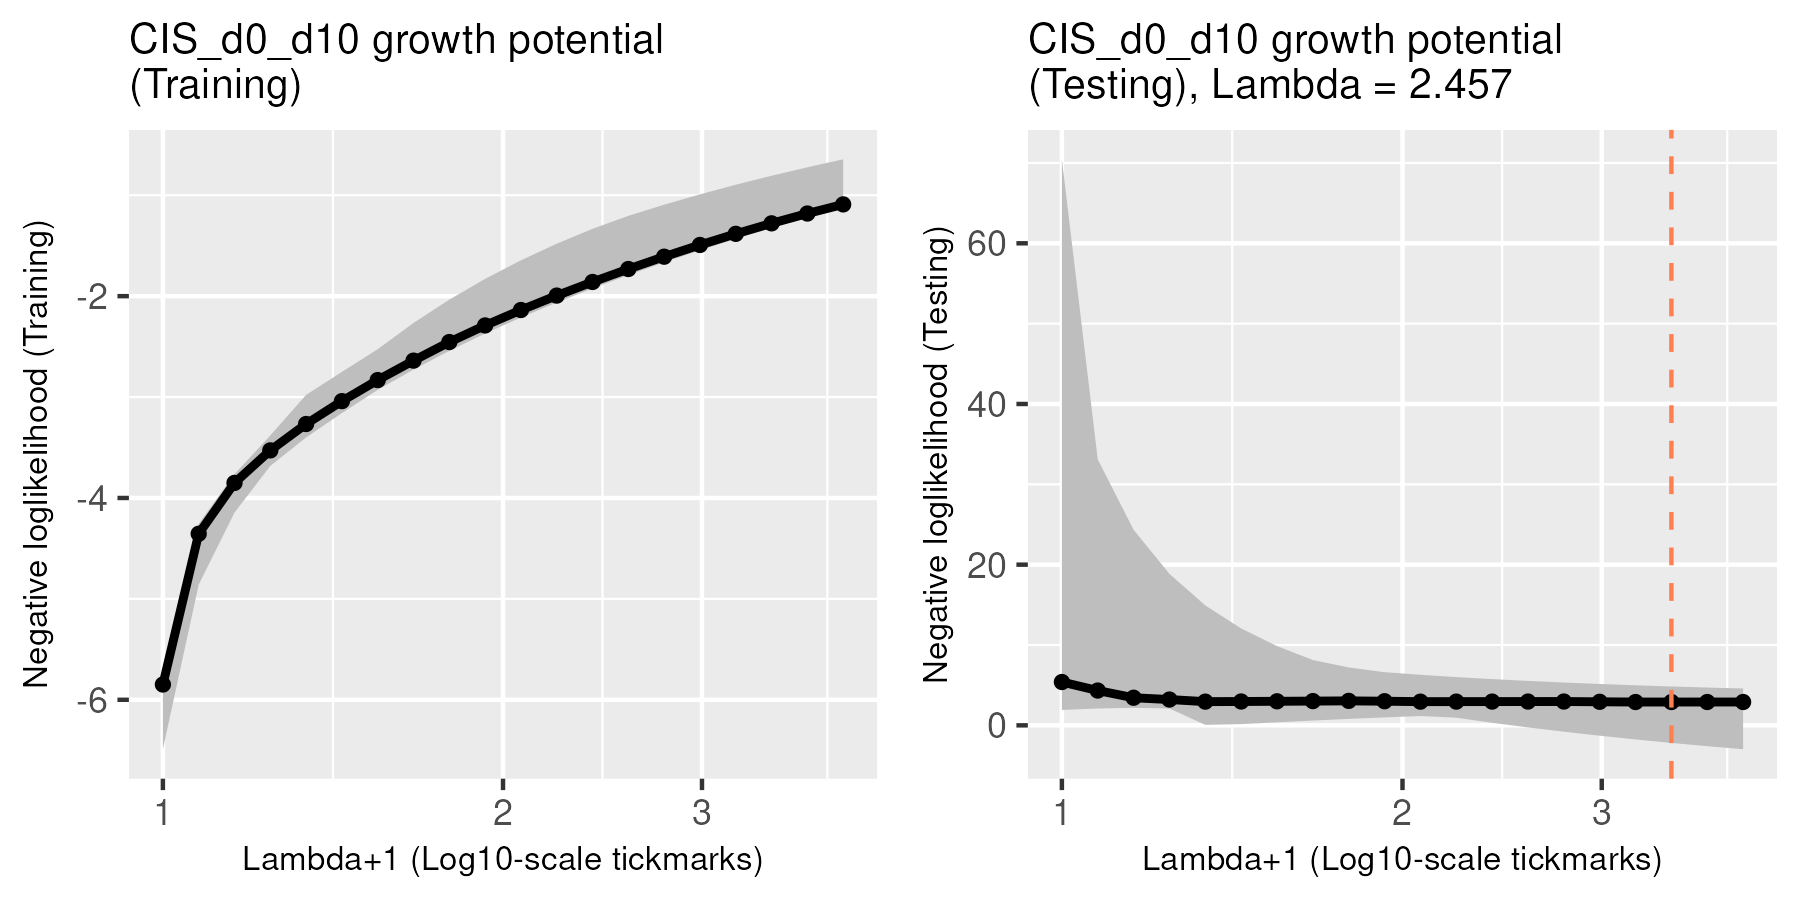 CIS_d0_d10 growth potential
(Training)
Negative loglikelihood (Training)
-2
-4
-6
1
2
3
Lambda+1 (Log10-scale tickmarks)
CIS_d0_d10 growth potential
(Testing), Lambda = 2.457
Negative loglikelihood (Testing)
60
40
20
0
1
2
3
Lambda+1 (Log10-scale tickmarks)